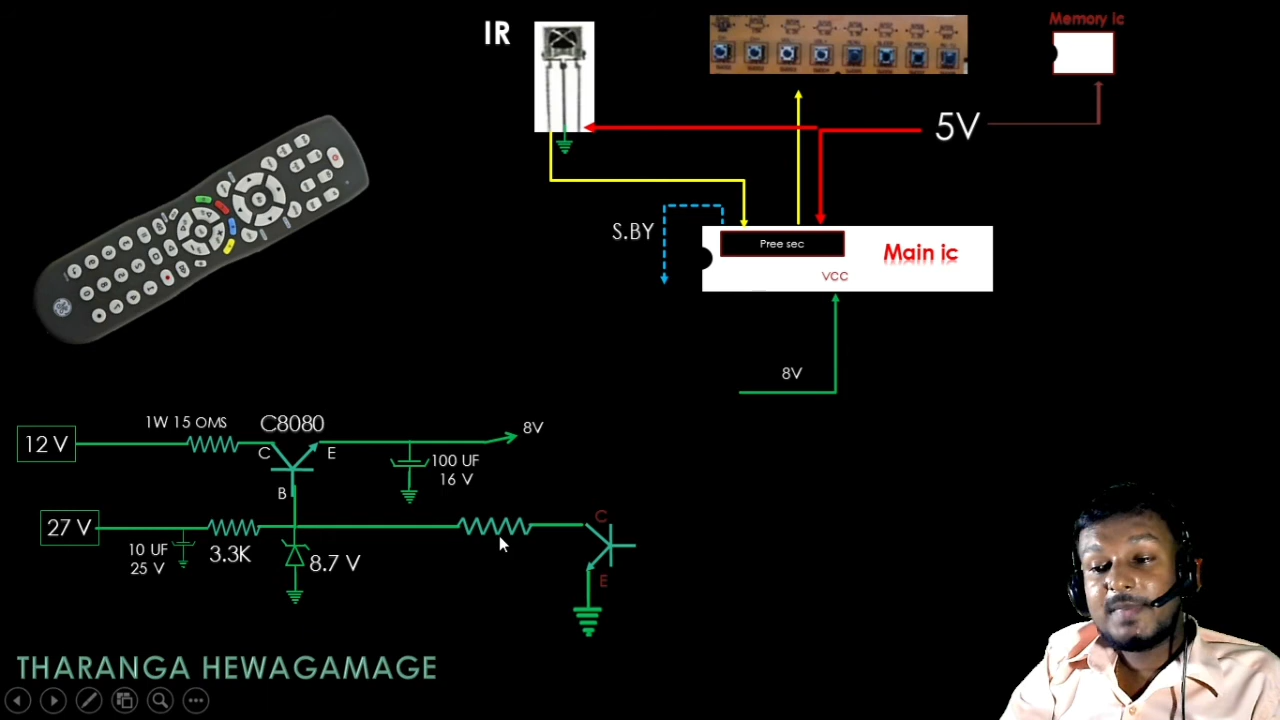 IR
Memory ic
5V
S.BY
Pree sec
Main ic
VCC
8V
1W 15 OMS
C8080
12 V
C
E
8V
100 UF
16 V
B
27 V
10 UF
25 V
3.3K
8.7 V
C
E
THARANGA HEWAGAMAGE